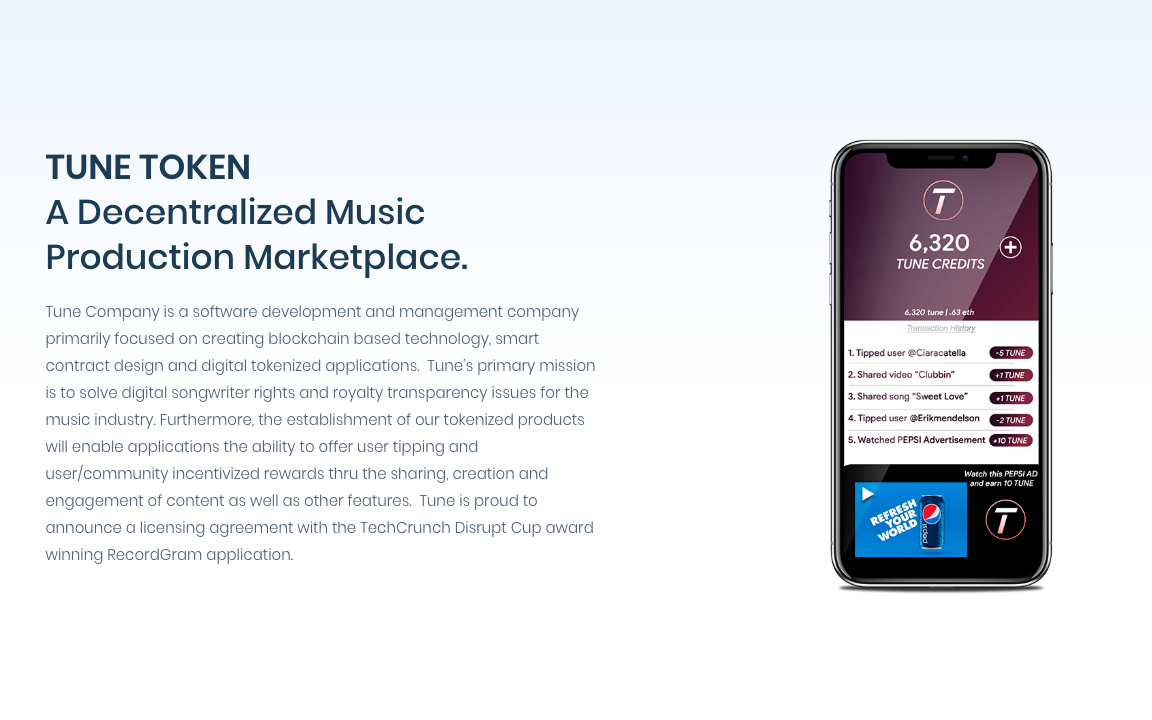 TUNE TOKEN
A Decentralized Music
Production Marketplace.
Tune Company is a software development and management company
primarily focused on creating blockchain based technology, smart
contract design and digital tokenized applications.  Tune's primary mission
is to solve digital songwriter rights and royalty transparency issues for the
music industry. Furthermore, the establishment of our tokenized products
will enable applications the ability to offer user tipping and
user/community incentivized rewards thru the sharing, creation and
engagement of content as well as other features.  Tune is proud to
announce a licensing agreement with the TechCrunch Disrupt Cup award
winning RecordGram application.
T
6,320
TUNE CREDITS
6,320 tune | .63 eth
Transaction History
1. Tipped user @Ciaracatella -5 TUNE
2. Shared video “Clubbin” +1 TUNE
3. Shared song “Sweet Love” +1 TUNE
4. Tipped user @Erikmendelson -2 TUNE
5. Watched PEPSI Advertisement +10 TUNE
Watch this PEPSI AD
and earn 10 TUNE
REFRESH
YOUR
WORLD
pepsi
T